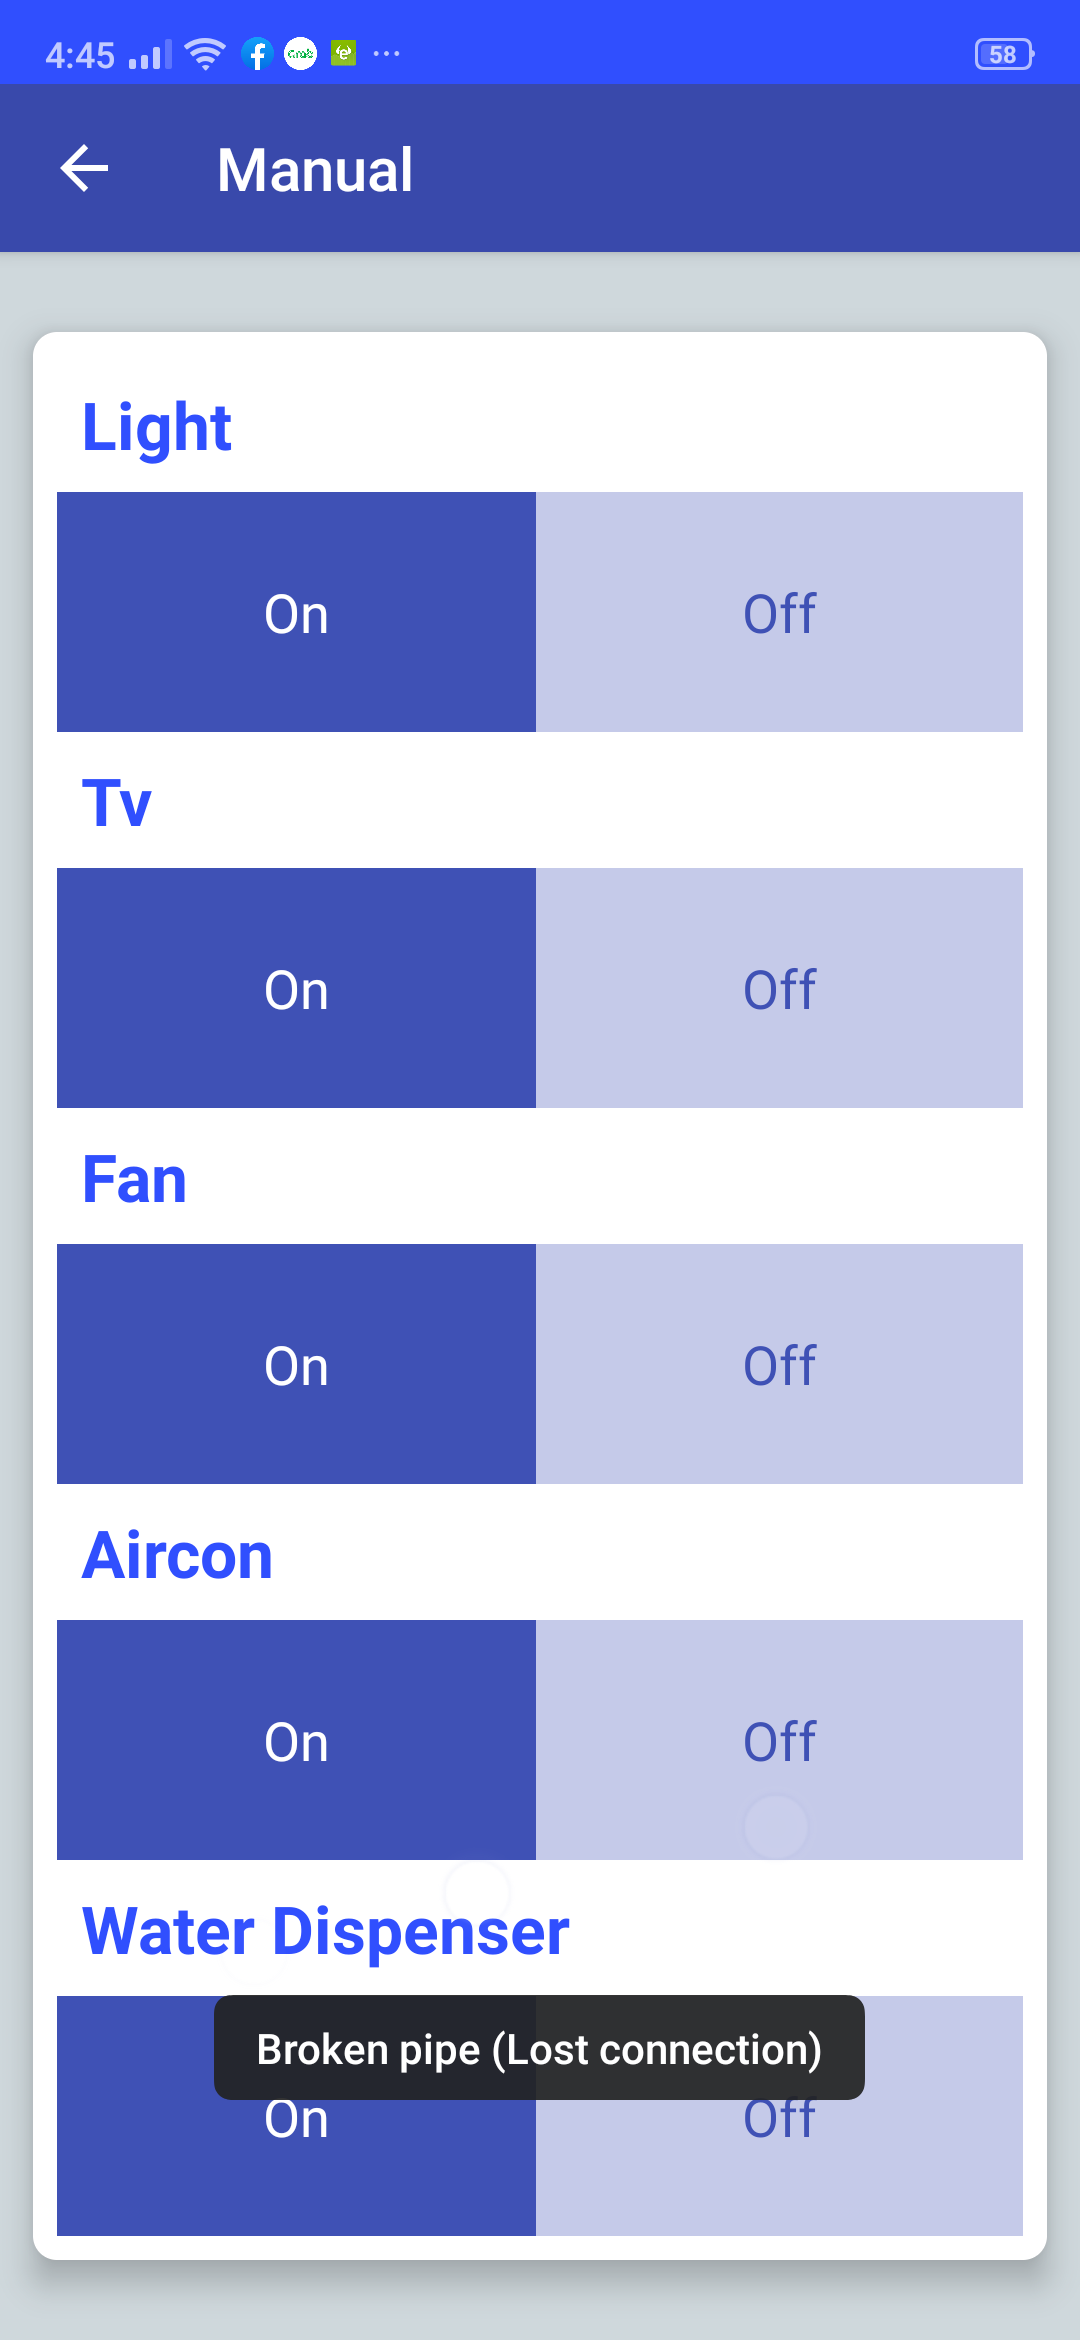 4:45
Grab
58
Manual
Light
On Off
Tv
On Off
Fan
On Off
Aircon
On Off
Water Dispenser
Broken pipe (Lost connection)
On Off